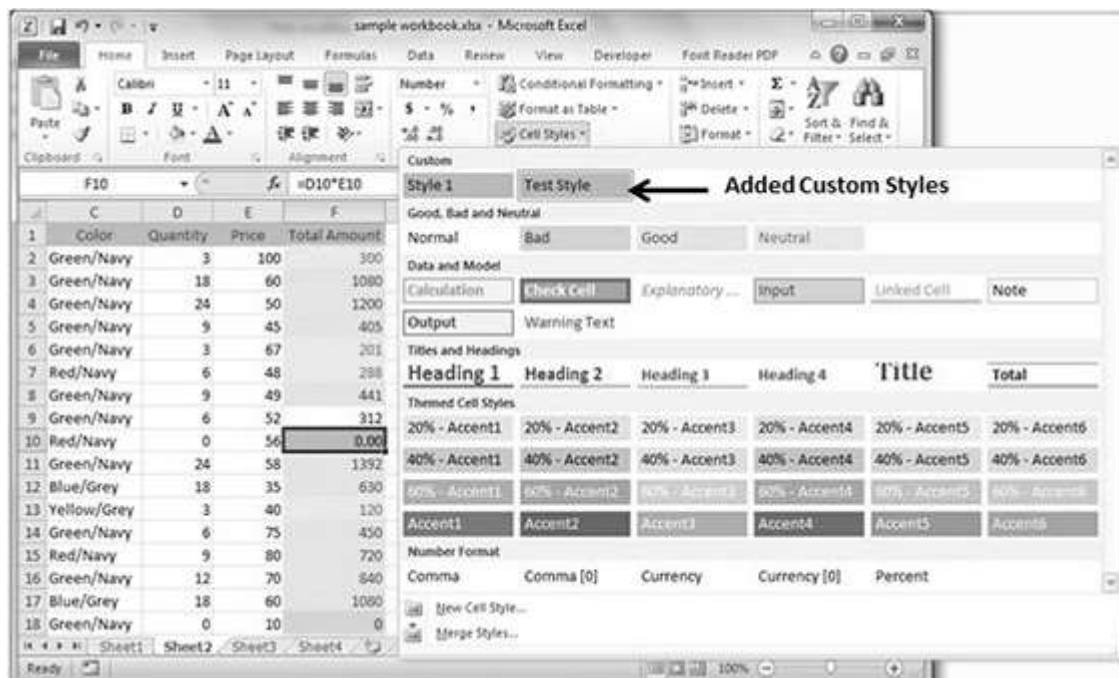 sample workbook.xlsx - Microsoft Excel
File Home Insert Page Layout Formulas Data Review View Developer Foxit Reader PDF
Paste
Calibri 11
B I U
Number
$ - % ,
Conditional Formatting
Format as Table
Cell Styles
Insert
Delete
Format
Sort & Filter
Find & Select
Clipboard Font Alignment
F10 fx =D10*E10
C D E F
1 Color Quantity Price Total Amount
2 Green/Navy 3 100 300
3 Green/Navy 18 60 1080
4 Green/Navy 24 50 1200
5 Green/Navy 9 45 405
6 Green/Navy 3 67 201
7 Red/Navy 6 48 288
8 Green/Navy 9 49 441
9 Green/Navy 6 52 312
10 Red/Navy 0 56 0.00
11 Green/Navy 24 58 1392
12 Blue/Grey 18 35 630
13 Yellow/Grey 3 40 120
14 Green/Navy 6 75 450
15 Red/Navy 9 80 720
16 Green/Navy 12 70 840
17 Blue/Grey 18 60 1080
18 Green/Navy 0 10 0
Sheet1 Sheet2 Sheet3 Sheet4
Ready
100%
Custom
Style 1 Test Style
Added Custom Styles
Good, Bad and Neutral
Normal Bad Good Neutral
Data and Model
Calculation Check Cell Explanatory ... Input Linked Cell Note
Output Warning Text
Titles and Headings
Heading 1 Heading 2 Heading 3 Heading 4 Title Total
Themed Cell Styles
20% - Accent1 20% - Accent2 20% - Accent3 20% - Accent4 20% - Accent5 20% - Accent6
40% - Accent1 40% - Accent2 40% - Accent3 40% - Accent4 40% - Accent5 40% - Accent6
60% - Accent1 60% - Accent2 60% - Accent3 60% - Accent4 60% - Accent5 60% - Accent6
Accent1 Accent2 Accent3 Accent4 Accent5 Accent6
Number Format
Comma Comma [0] Currency Currency [0] Percent
New Cell Style...
Merge Styles...